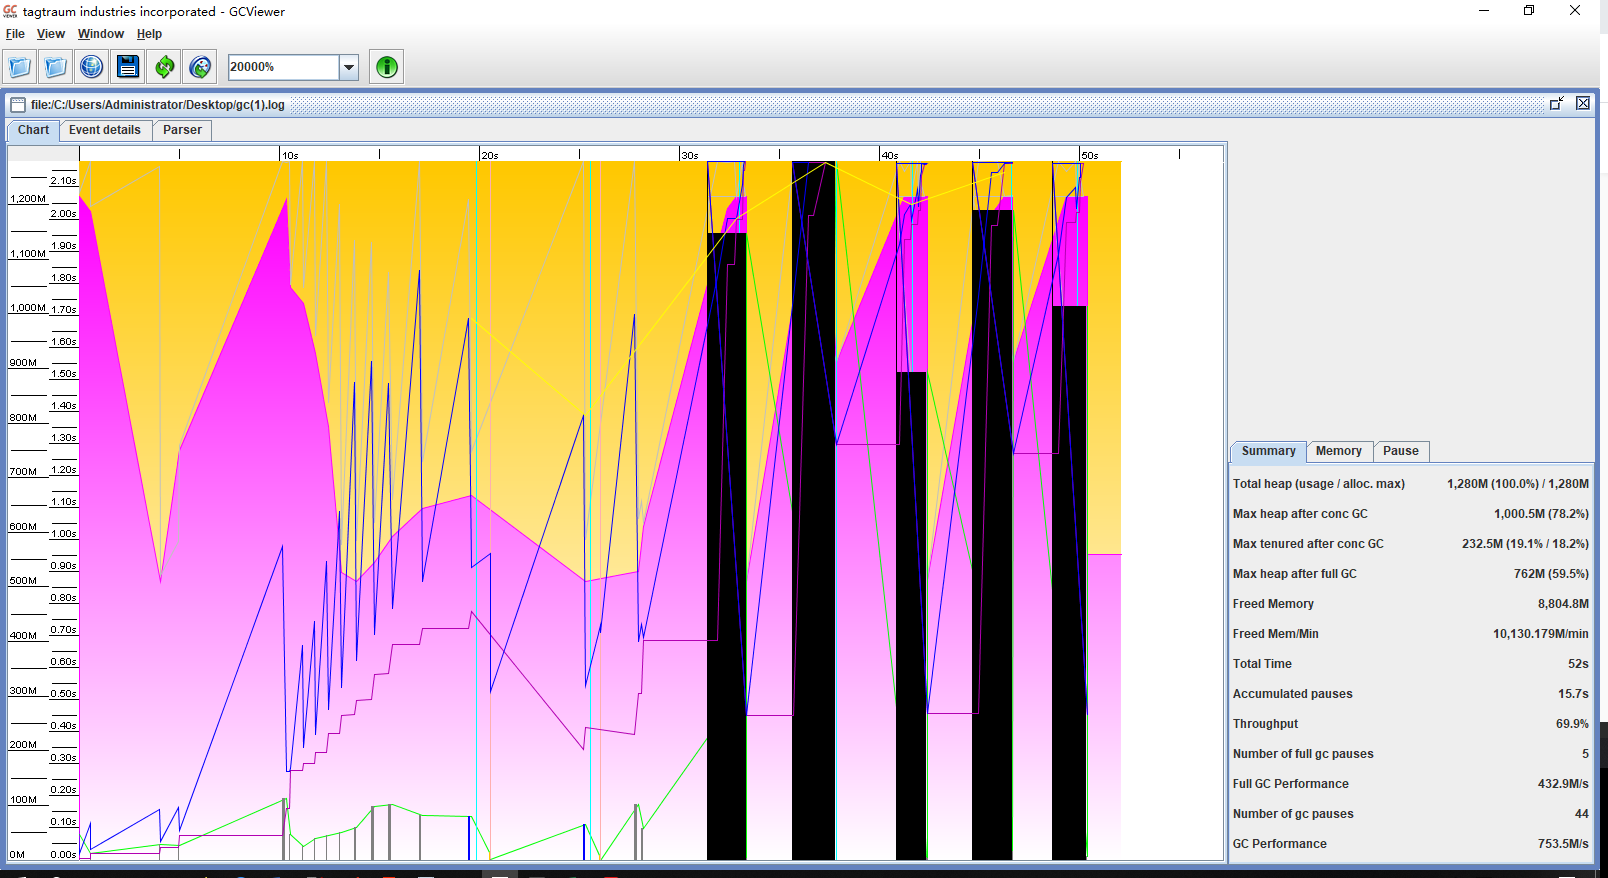 GC VIEWER tagtraum industries incorporated - GCViewer
File View Window Help
20000%
file:/C:/Users/Administrator/Desktop/gc(1).log
Chart Event details Parser
10s 20s 30s 40s 50s
1,200M
1,100M
1,000M
900M
800M
700M
600M
500M
400M
300M
200M
100M
0M
2.10s
2.00s
1.90s
1.80s
1.70s
1.60s
1.50s
1.40s
1.30s
1.20s
1.10s
1.00s
0.90s
0.80s
0.70s
0.60s
0.50s
0.40s
0.30s
0.20s
0.10s
0.00s
Summary Memory Pause
Total heap (usage / alloc. max) 1,280M (100.0%) / 1,280M
Max heap after conc GC 1,000.5M (78.2%)
Max tenured after conc GC 232.5M (19.1% / 18.2%)
Max heap after full GC 762M (59.5%)
Freed Memory 8,804.8M
Freed Mem/Min 10,130.179M/min
Total Time 52s
Accumulated pauses 15.7s
Throughput 69.9%
Number of full gc pauses 5
Full GC Performance 432.9M/s
Number of gc pauses 44
GC Performance 753.5M/s